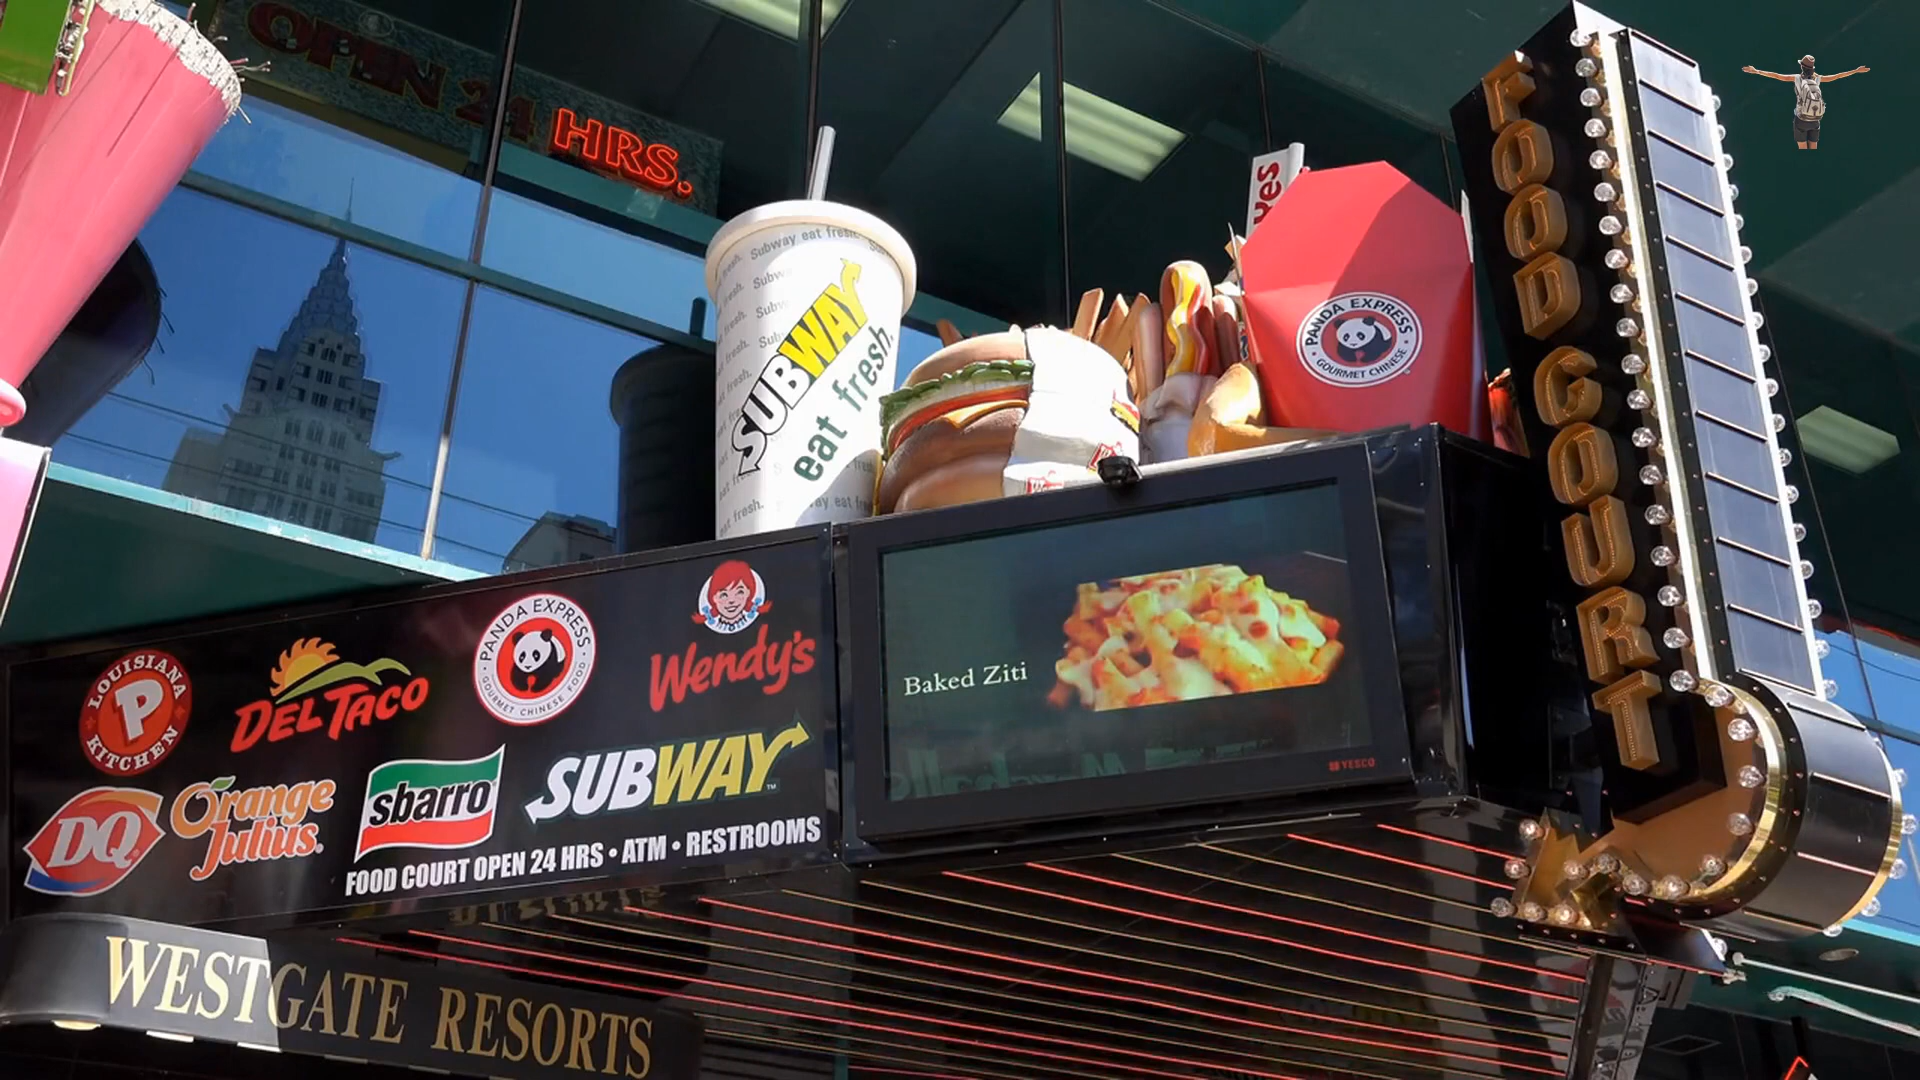 OPEN 24 HRS.
yes
FOOD COURT
Subway eat fresh.
SUBWAY
eat fresh.
PANDA EXPRESS
GOURMET CHINESE
LOUISIANA
P
KITCHEN
DEL TACO
PANDA EXPRESS
GOURMET CHINESE FOOD
Wendy's
DQ
Orange
Julius.
sbarro
SUBWAY™
FOOD COURT OPEN 24 HRS • ATM • RESTROOMS
Baked Ziti
YESCO
WESTGATE RESORTS